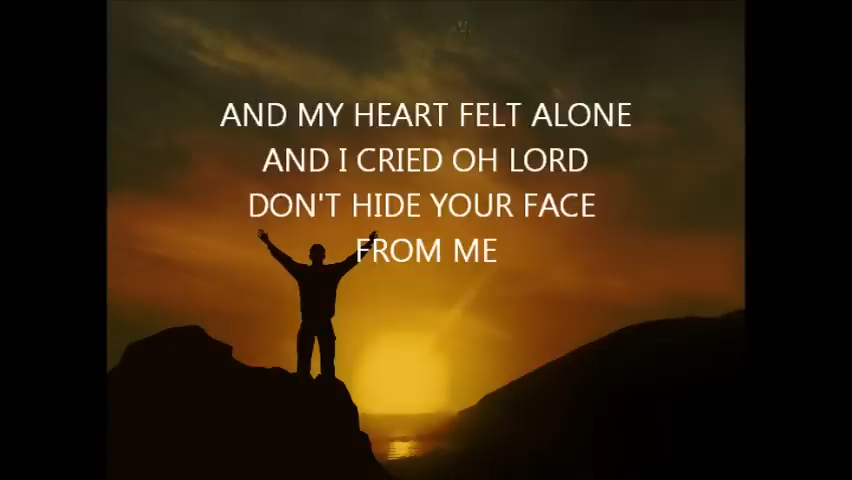 AND MY HEART FELT ALONE
AND I CRIED OH LORD
DON'T HIDE YOUR FACE
FROM ME